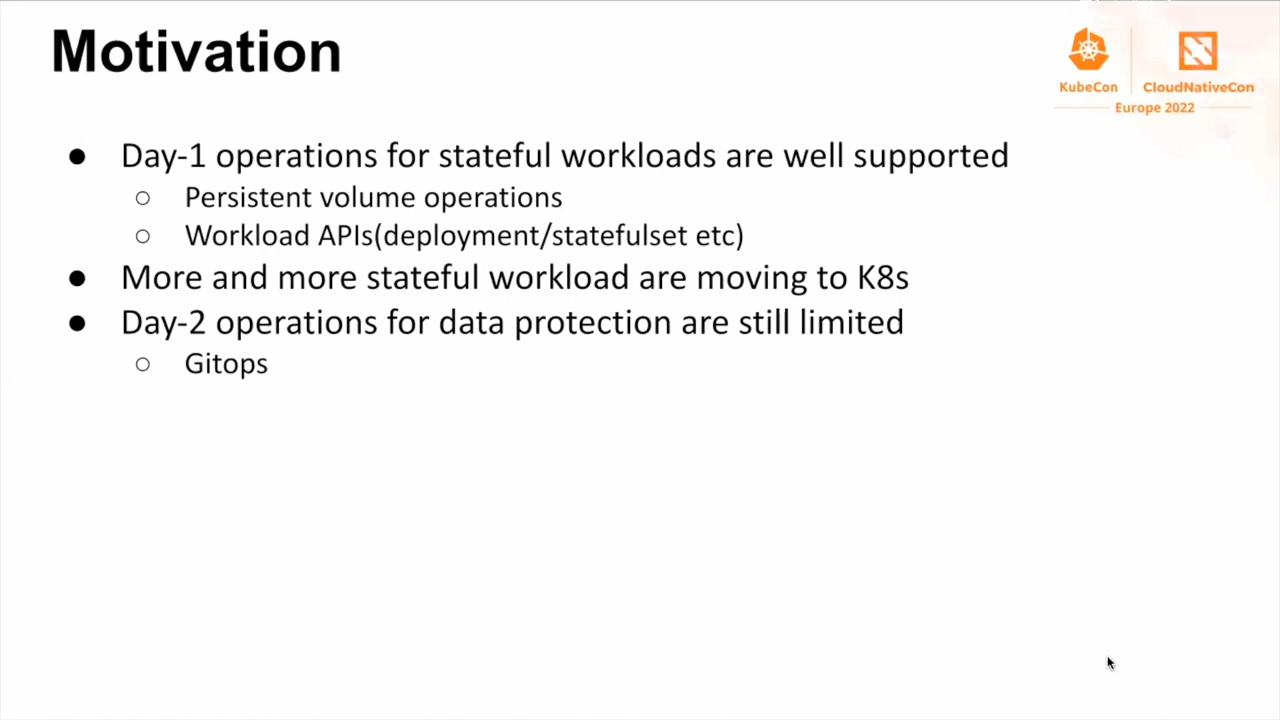 Motivation
KubeCon
CloudNativeCon
Europe 2022
● Day-1 operations for stateful workloads are well supported
○ Persistent volume operations
○ Workload APIs(deployment/statefulset etc)
● More and more stateful workload are moving to K8s
● Day-2 operations for data protection are still limited
○ Gitops